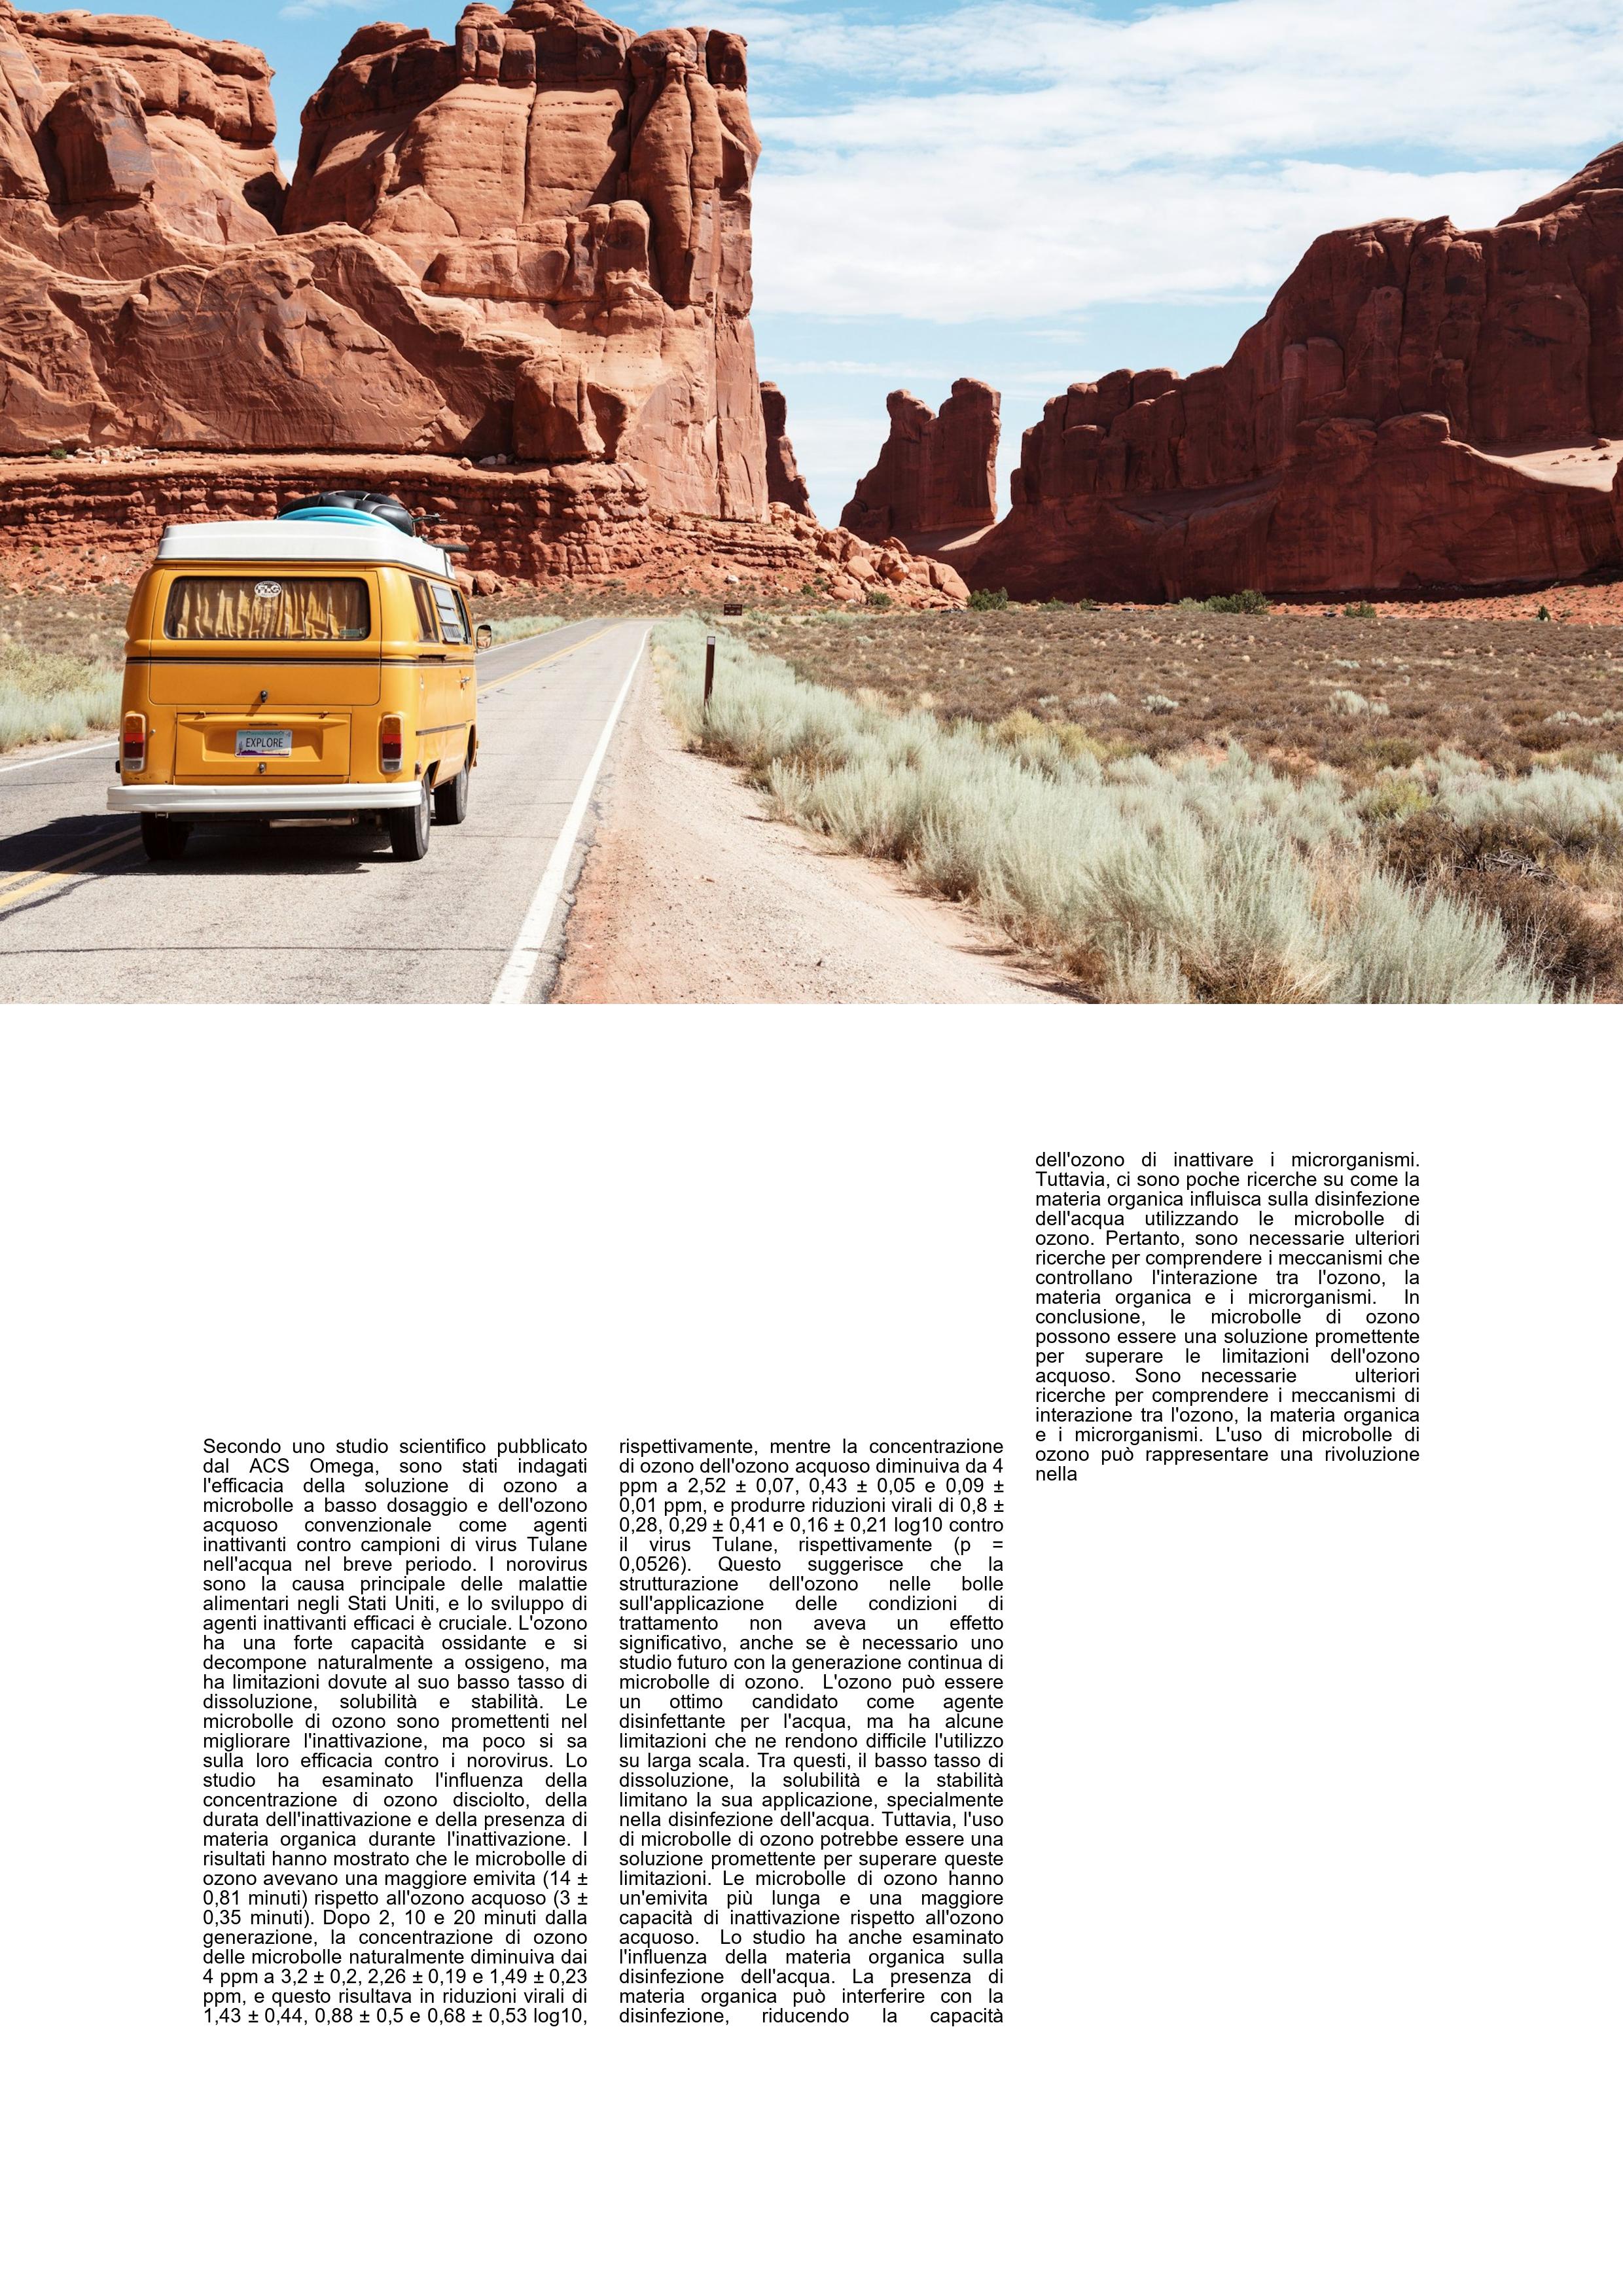 EXPLORE
Secondo uno studio scientifico pubblicato
dal ACS Omega, sono stati indagati
l'efficacia della soluzione di ozono a
microbolle a basso dosaggio e dell'ozono
acquoso convenzionale come agenti
inattivanti contro campioni di virus Tulane
nell'acqua nel breve periodo. I norovirus
sono la causa principale delle malattie
alimentari negli Stati Uniti, e lo sviluppo di
agenti inattivanti efficaci è cruciale. L'ozono
ha una forte capacità ossidante e si
decompone naturalmente a ossigeno, ma
ha limitazioni dovute al suo basso tasso di
dissoluzione, solubilità e stabilità. Le
microbolle di ozono sono promettenti nel
migliorare l'inattivazione, ma poco si sa
sulla loro efficacia contro i norovirus. Lo
studio ha esaminato l'influenza della
concentrazione di ozono disciolto, della
durata dell'inattivazione e della presenza di
materia organica durante l'inattivazione. I
risultati hanno mostrato che le microbolle di
ozono avevano una maggiore emivita (14 ±
0,81 minuti) rispetto all'ozono acquoso (3 ±
0,35 minuti). Dopo 2, 10 e 20 minuti dalla
generazione, la concentrazione di ozono
delle microbolle naturalmente diminuiva dai
4 ppm a 3,2 ± 0,2, 2,26 ± 0,19 e 1,49 ± 0,23
ppm, e questo risultava in riduzioni virali di
1,43 ± 0,44, 0,88 ± 0,5 e 0,68 ± 0,53 log10,
rispettivamente, mentre la concentrazione
di ozono dell'ozono acquoso diminuiva da 4
ppm a 2,52 ± 0,07, 0,43 ± 0,05 e 0,09 ±
0,01 ppm, e produrre riduzioni virali di 0,8 ±
0,28, 0,29 ± 0,41 e 0,16 ± 0,21 log10 contro
il virus Tulane, rispettivamente (p =
0,0526). Questo suggerisce che la
strutturazione dell'ozono nelle bolle
sull'applicazione delle condizioni di
trattamento non aveva un effetto
significativo, anche se è necessario uno
studio futuro con la generazione continua di
microbolle di ozono. L'ozono può essere
un ottimo candidato come agente
disinfettante per l'acqua, ma ha alcune
limitazioni che ne rendono difficile l'utilizzo
su larga scala. Tra questi, il basso tasso di
dissoluzione, la solubilità e la stabilità
limitano la sua applicazione, specialmente
nella disinfezione dell'acqua. Tuttavia, l'uso
di microbolle di ozono potrebbe essere una
soluzione promettente per superare queste
limitazioni. Le microbolle di ozono hanno
un'emivita più lunga e una maggiore
capacità di inattivazione rispetto all'ozono
acquoso. Lo studio ha anche esaminato
l'influenza della materia organica sulla
disinfezione dell'acqua. La presenza di
materia organica può interferire con la
disinfezione, riducendo la capacità
dell'ozono di inattivare i microrganismi.
Tuttavia, ci sono poche ricerche su come la
materia organica influisca sulla disinfezione
dell'acqua utilizzando le microbolle di
ozono. Pertanto, sono necessarie ulteriori
ricerche per comprendere i meccanismi che
controllano l'interazione tra l'ozono, la
materia organica e i microrganismi. In
conclusione, le microbolle di ozono
possono essere una soluzione promettente
per superare le limitazioni dell'ozono
acquoso. Sono necessarie ulteriori
ricerche per comprendere i meccanismi di
interazione tra l'ozono, la materia organica
e i microrganismi. L'uso di microbolle di
ozono può rappresentare una rivoluzione
nella